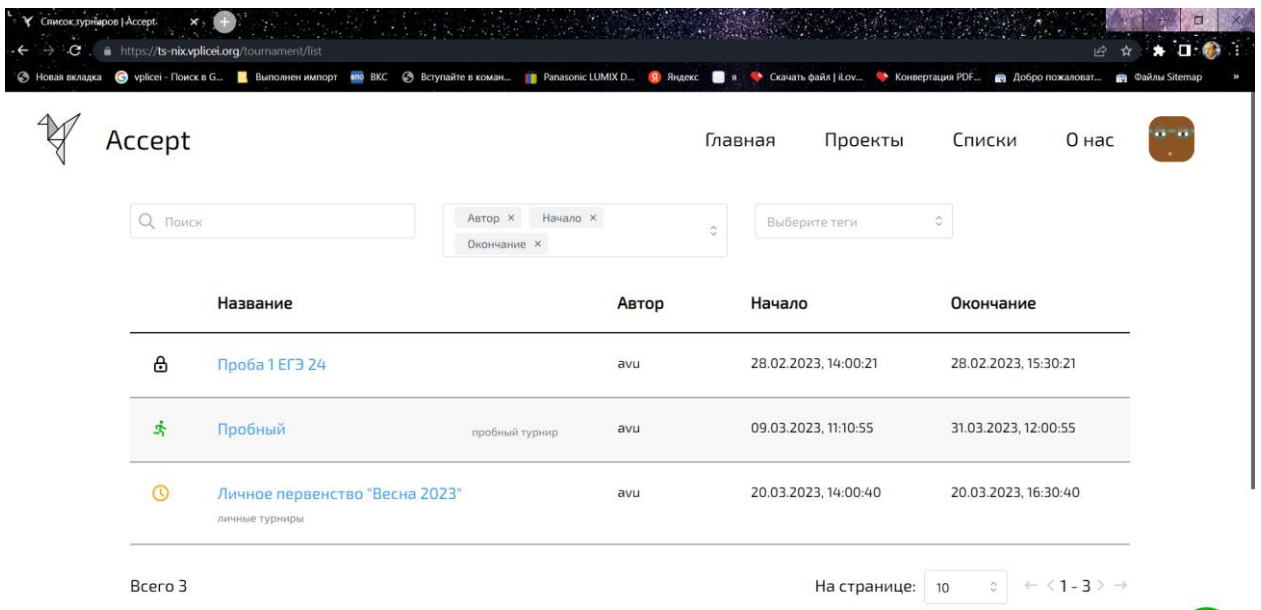 Список турниров | Accept
https://ts-nix.vplicei.org/tournament/list
Новая вкладка vplicei - Поиск в G... Выполнен импорт ВКС Вступайте в коман... Panasonic LUMIX D... Яндекс я Скачать файл | iLov... Конвертация PDF... Добро пожаловат... Файлы Sitemap »
Accept Главная Проекты Списки О нас
Поиск Автор × Начало × Выберите теги
Окончание ×
Название Автор Начало Окончание
Проба 1 ЕГЭ 24 avu 28.02.2023, 14:00:21 28.02.2023, 15:30:21
Пробный пробный турнир avu 09.03.2023, 11:10:55 31.03.2023, 12:00:55
Личное первенство "Весна 2023" avu 20.03.2023, 14:00:40 20.03.2023, 16:30:40
личные турниры
Всего 3 На странице: 10 1 - 3